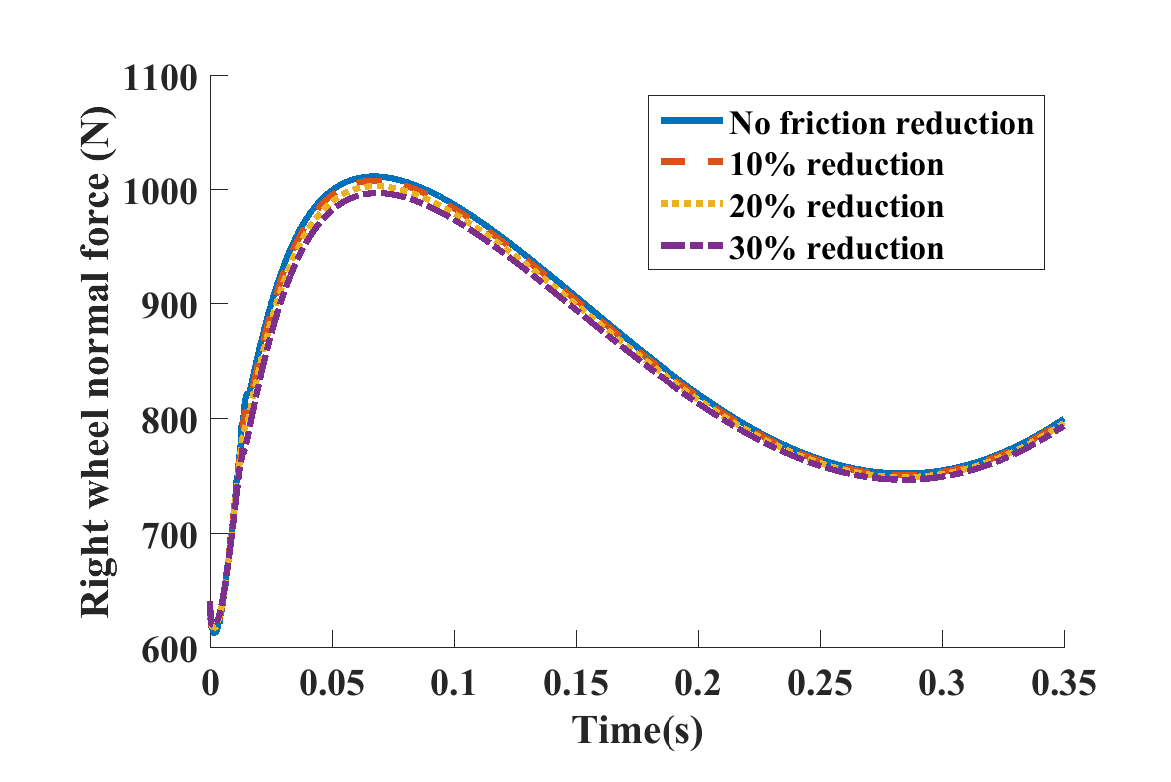 Right wheel normal force (N)
1100
1000
900
800
700
600
No friction reduction
10% reduction
20% reduction
30% reduction
0 0.05 0.1 0.15 0.2 0.25 0.3 0.35
Time(s)